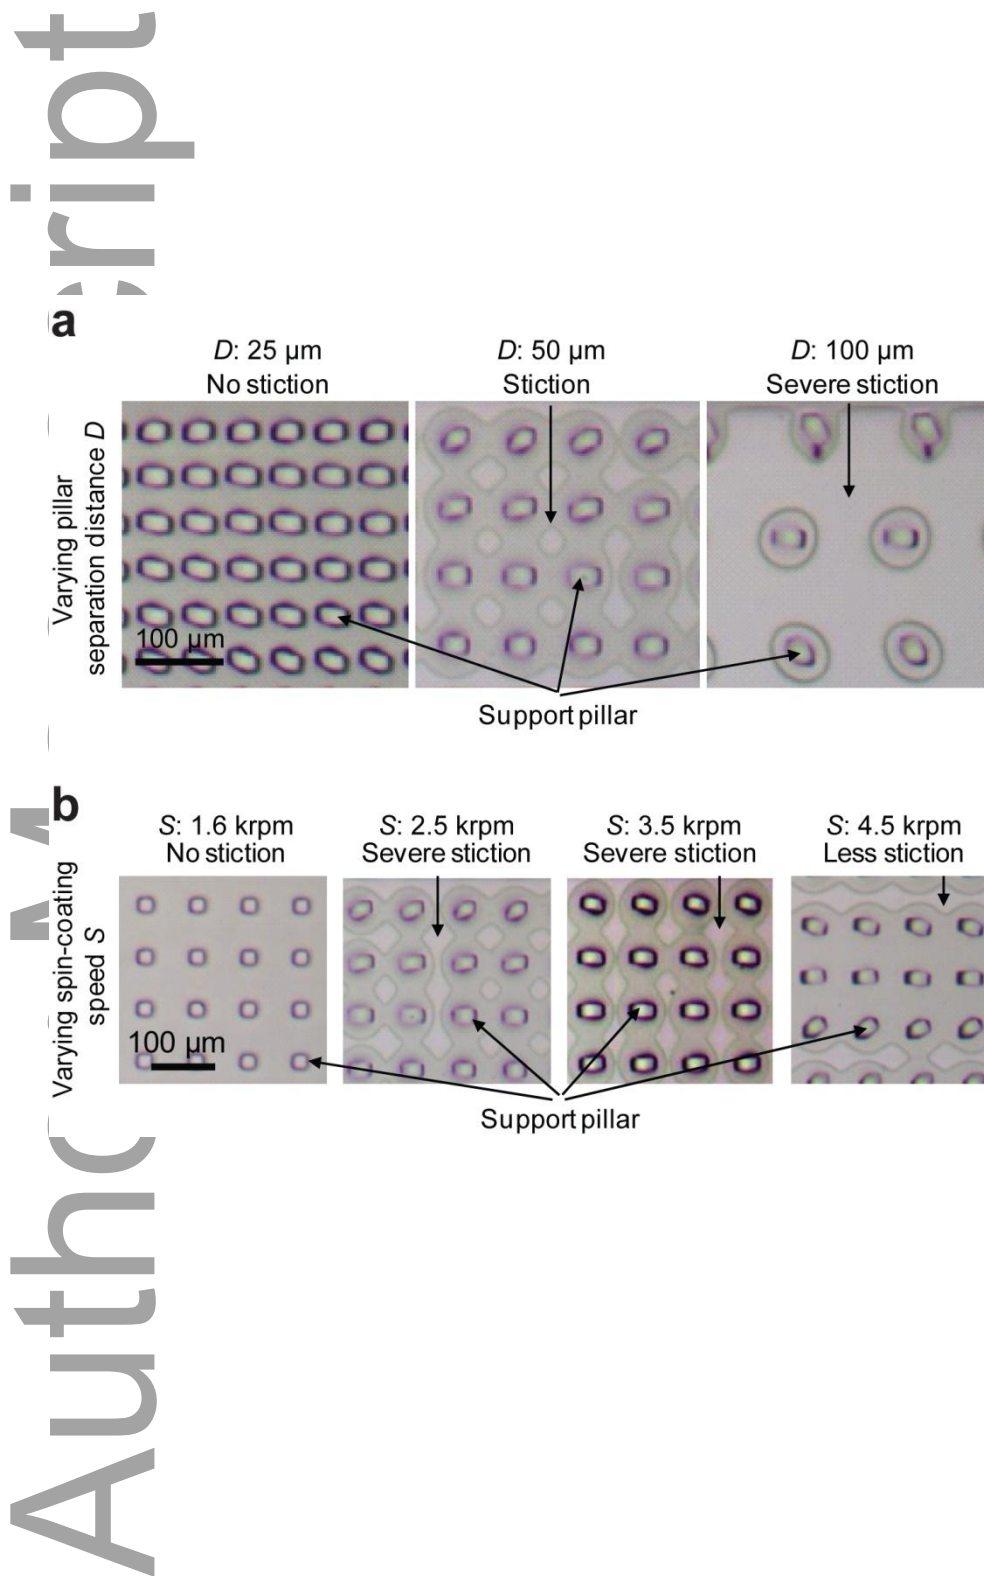 a
D: 25 µm
No stiction
D: 50 µm
Stiction
D: 100 µm
Severe stiction
Varying pillar
separation distance D
100 µm
Support pillar
b
S: 1.6 krpm
No stiction
S: 2.5 krpm
Severe stiction
S: 3.5 krpm
Severe stiction
S: 4.5 krpm
Less stiction
Varying spin-coating
speed S
100 µm
Support pillar